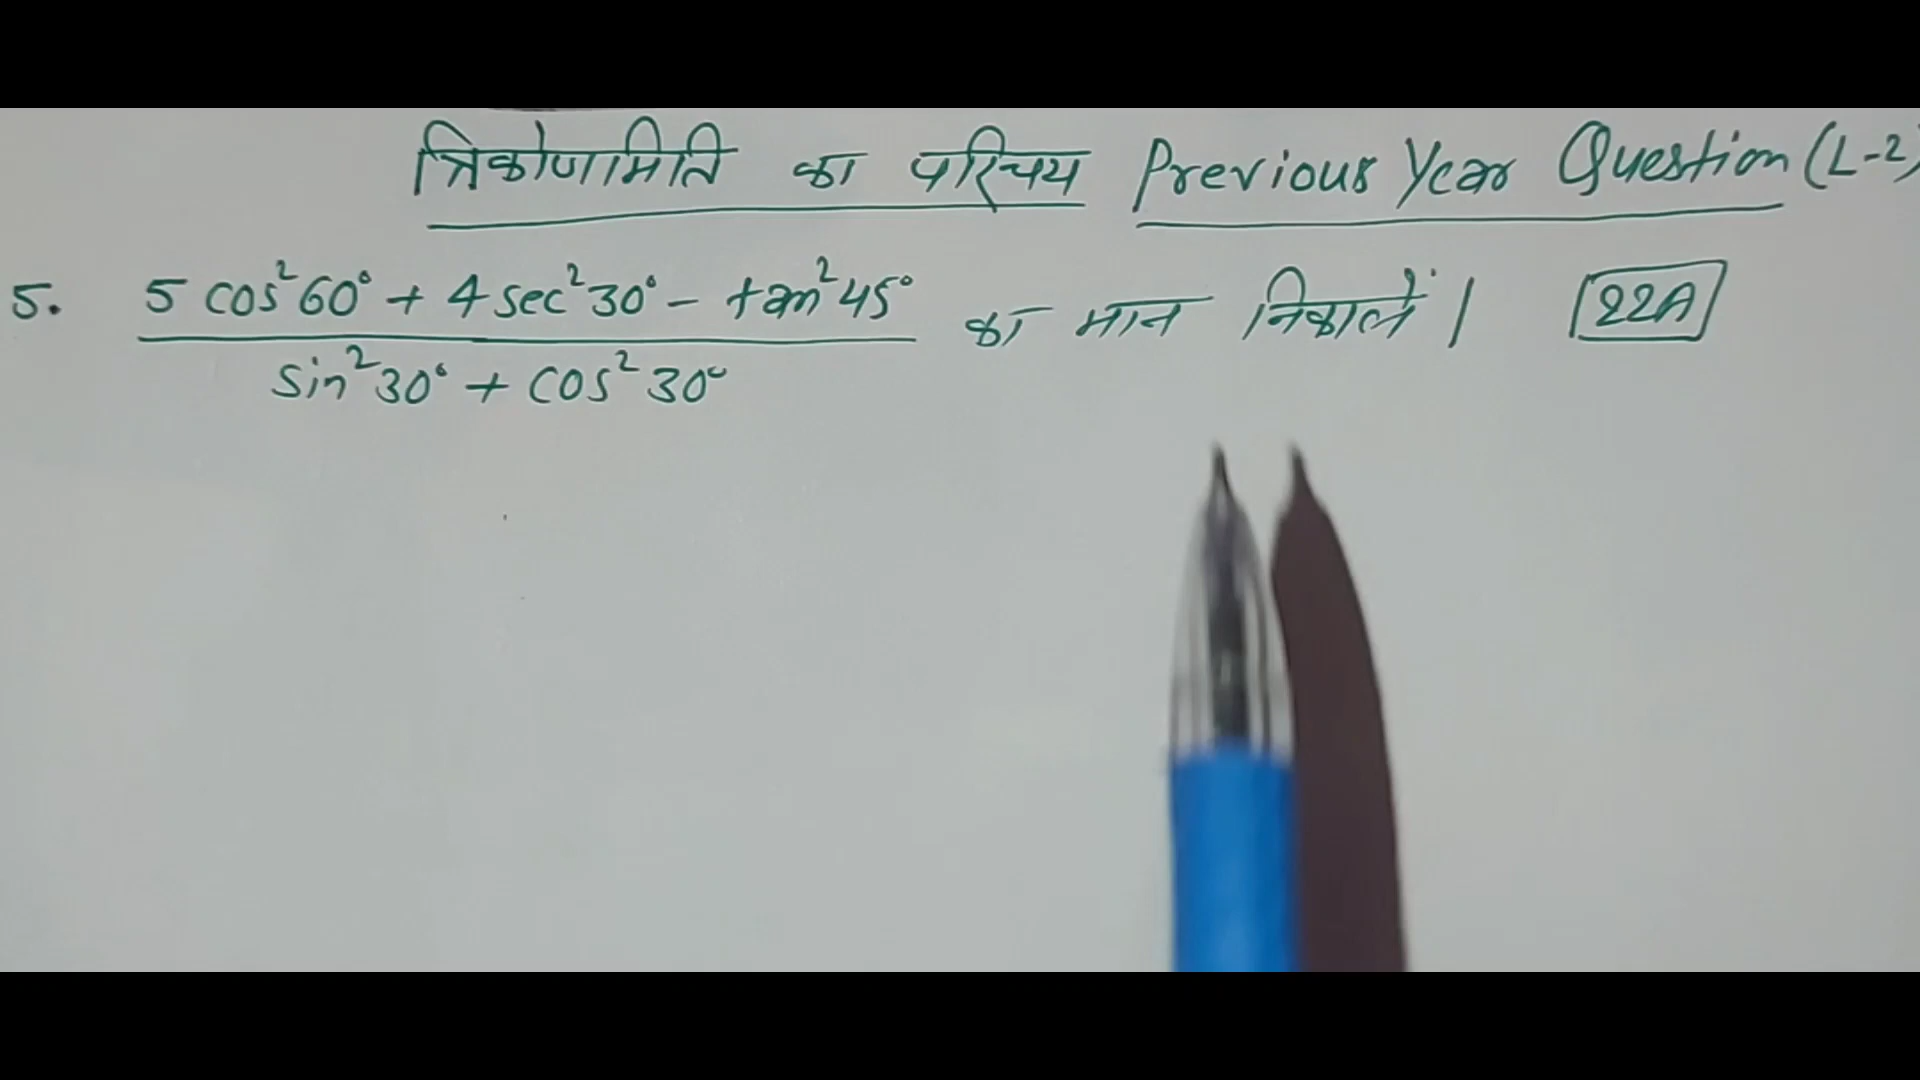 त्रिकोणमिति का परिचय Previous Year Question (L-2)
5. 5 cos²60° + 4 sec²30° - tan²45° का मान निकालें | 22A
sin²30° + cos²30°